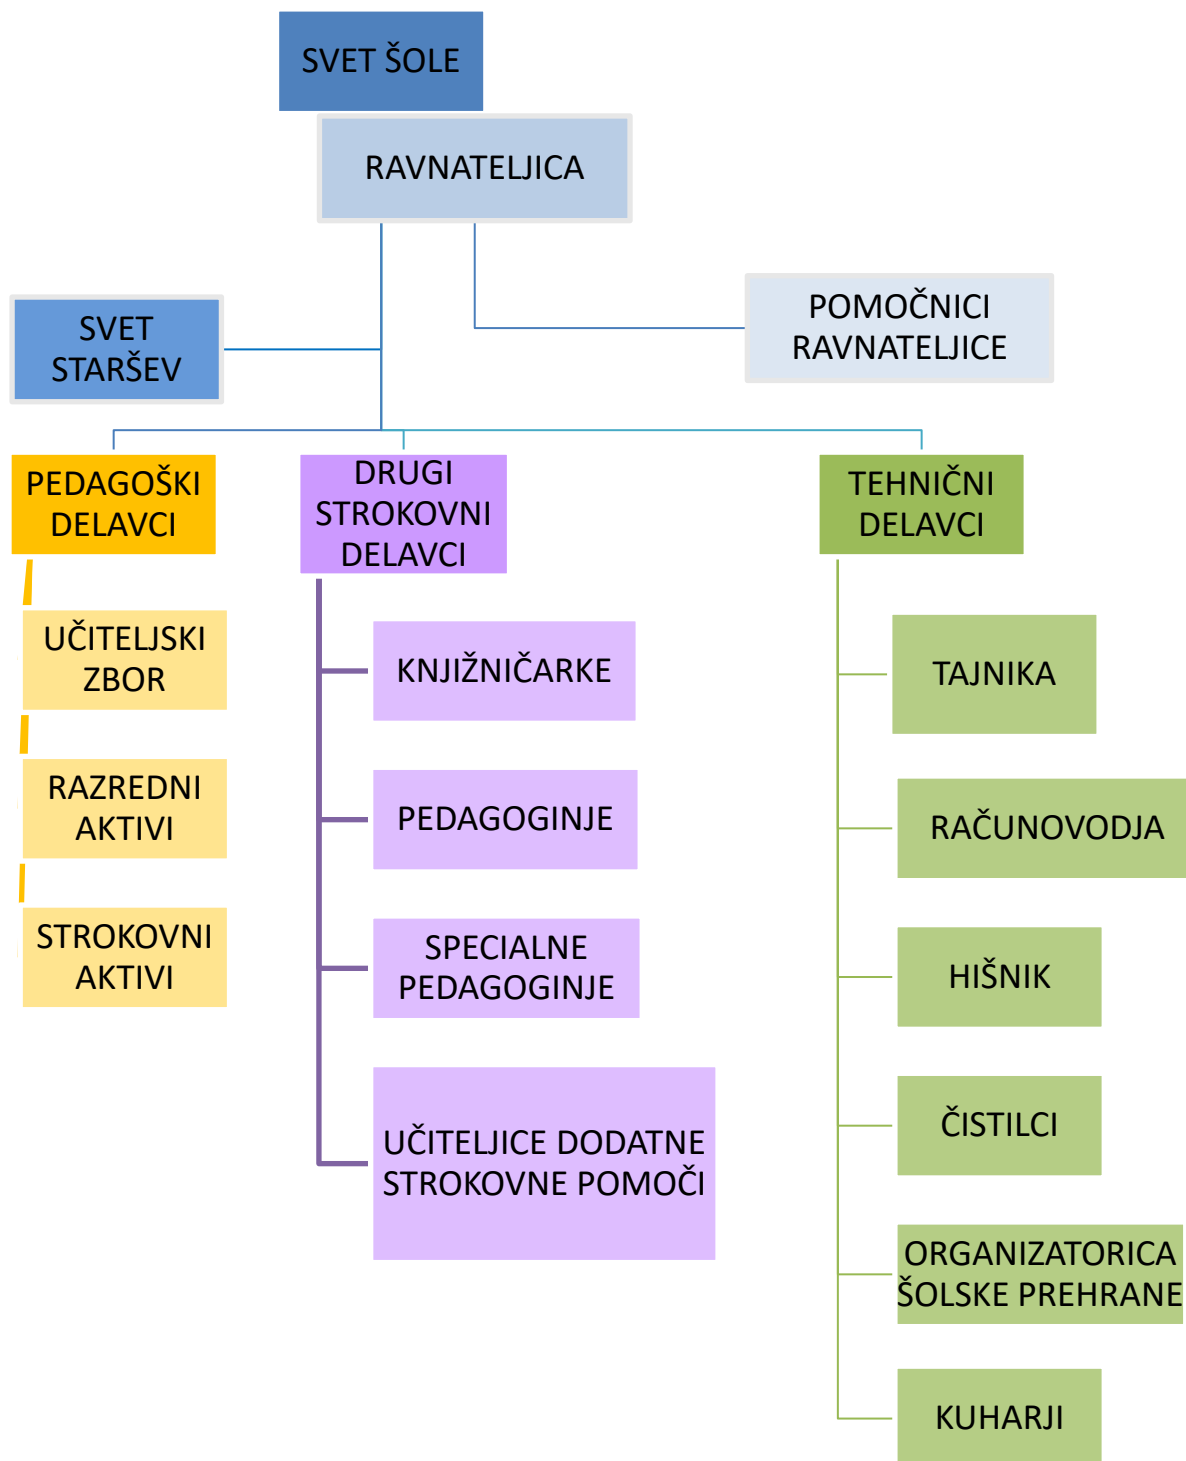 SVET ŠOLE
RAVNATELJICA
SVET
STARŠEV
POMOČNICI
RAVNATELJICE
PEDAGOŠKI
DELAVCI
UČITELJSKI
ZBOR
RAZREDNI
AKTIVI
STROKOVNI
AKTIVI
DRUGI
STROKOVNI
DELAVCI
KNJIŽNIČARKE
PEDAGOGINJE
SPECIALNE
PEDAGOGINJE
UČITELJICE DODATNE
STROKOVNE POMOČI
TEHNIČNI
DELAVCI
TAJNIKA
RAČUNOVODJA
HIŠNIK
ČISTILCI
ORGANIZATORICA
ŠOLSKE PREHRANE
KUHARJI